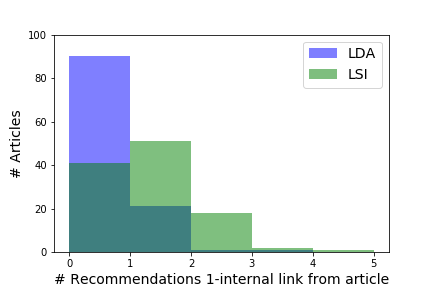 100
80
60
40
20
0
# Articles
LDA
LSI
0 1 2 3 4 5
# Recommendations 1-internal link from article